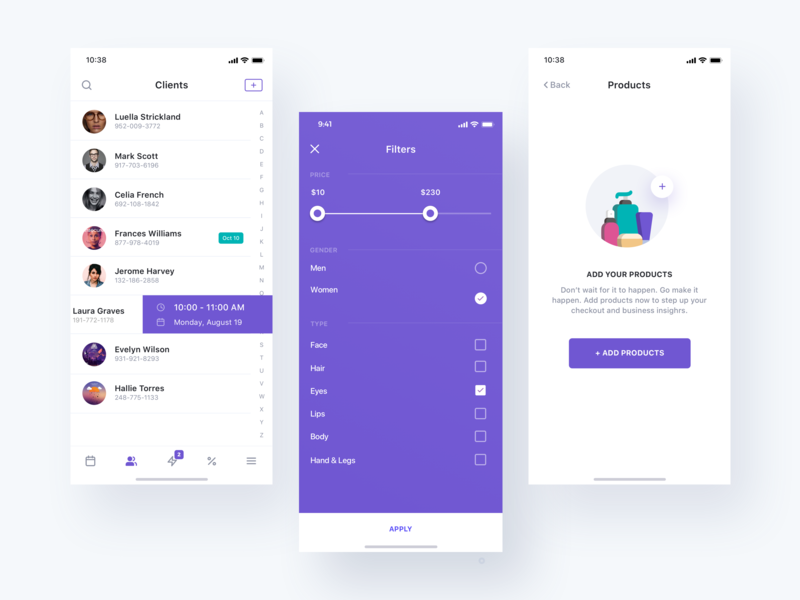 10:38
Clients
Luella Strickland
952-009-3772
Mark Scott
917-703-6196
Celia French
692-108-1842
Frances Williams
877-978-4019
Oct 10
Jerome Harvey
132-166-2858
Laura Graves
191-772-1178
10:00 - 11:00 AM
Monday, August 19
Evelyn Wilson
931-921-8293
Hallie Torres
248-775-1133
A
B
C
D
E
F
G
H
I
J
K
L
M
N
S
T
U
V
W
X
Y
Z
2
9:41
Filters
PRICE
$10
$230
GENDER
Men
Women
TYPE
Face
Hair
Eyes
Lips
Body
Hand & Legs
APPLY
10:38
Back
Products
ADD YOUR PRODUCTS
Don't wait for it to happen. Go make it
happen. Add products now to step up your
checkout and business insighrs.
+ ADD PRODUCTS